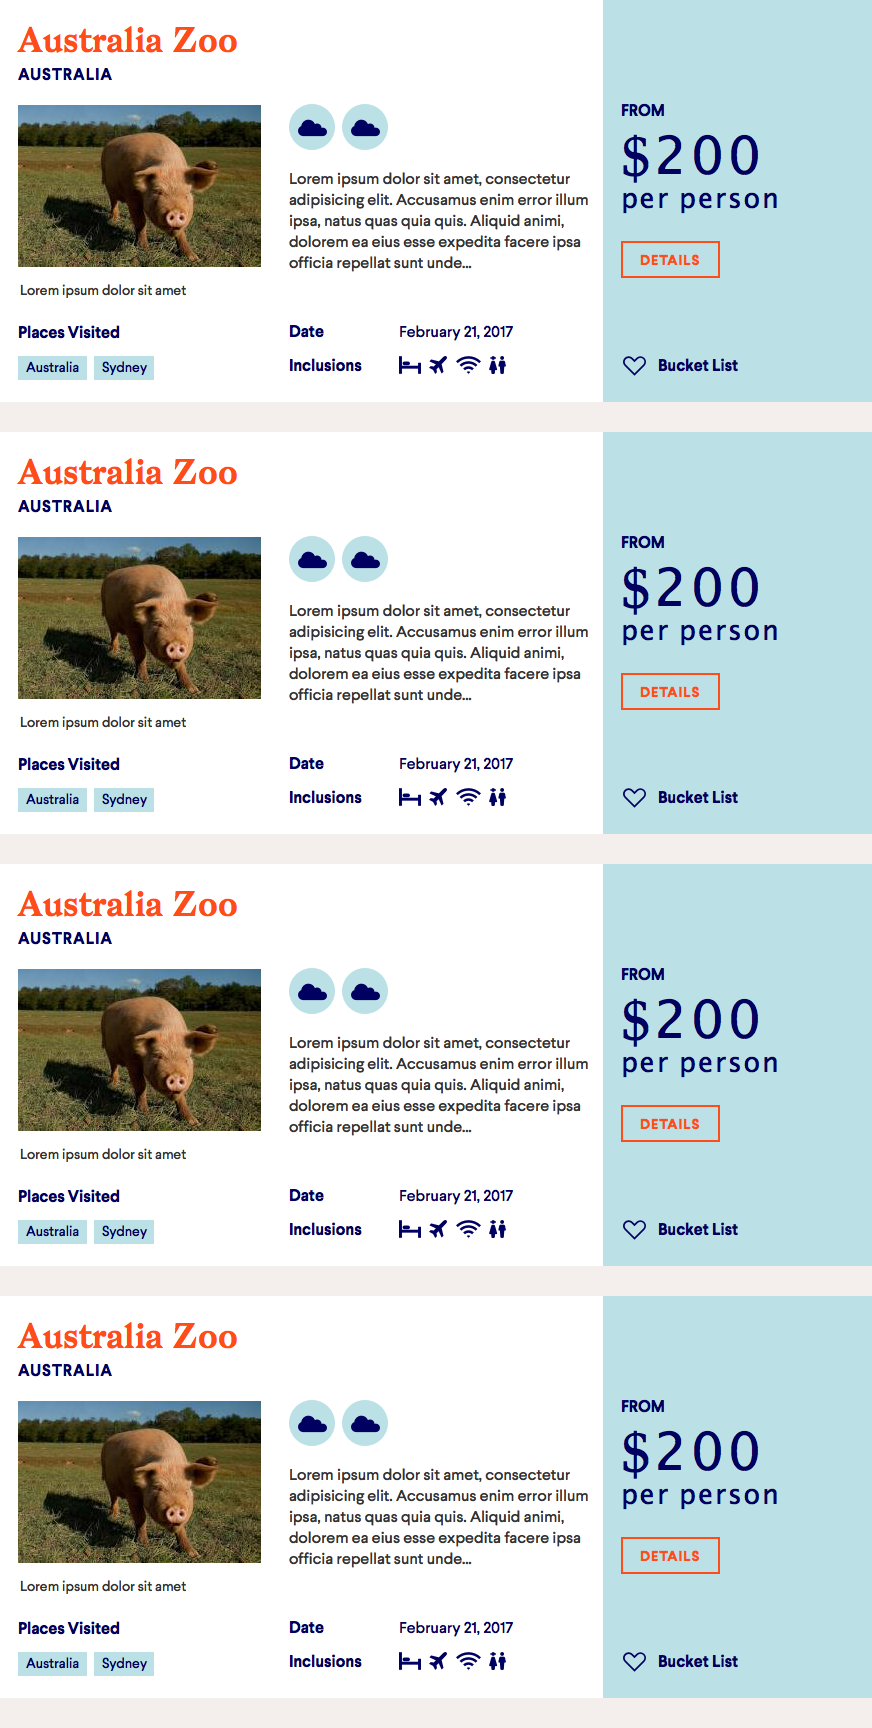 Australia Zoo
AUSTRALIA
Lorem ipsum dolor sit amet
Places Visited
Australia Sydney
Lorem ipsum dolor sit amet, consectetur
adipisicing elit. Accusamus enim error illum
ipsa, natus quas quia quis. Aliquid animi,
dolorem ea eius esse expedita facere ipsa
officia repellat sunt unde...
Date February 21, 2017
Inclusions
FROM
$200
per person
DETAILS
Bucket List
Australia Zoo
AUSTRALIA
Lorem ipsum dolor sit amet
Places Visited
Australia Sydney
Lorem ipsum dolor sit amet, consectetur
adipisicing elit. Accusamus enim error illum
ipsa, natus quas quia quis. Aliquid animi,
dolorem ea eius esse expedita facere ipsa
officia repellat sunt unde...
Date February 21, 2017
Inclusions
FROM
$200
per person
DETAILS
Bucket List
Australia Zoo
AUSTRALIA
Lorem ipsum dolor sit amet
Places Visited
Australia Sydney
Lorem ipsum dolor sit amet, consectetur
adipisicing elit. Accusamus enim error illum
ipsa, natus quas quia quis. Aliquid animi,
dolorem ea eius esse expedita facere ipsa
officia repellat sunt unde...
Date February 21, 2017
Inclusions
FROM
$200
per person
DETAILS
Bucket List
Australia Zoo
AUSTRALIA
Lorem ipsum dolor sit amet
Places Visited
Australia Sydney
Lorem ipsum dolor sit amet, consectetur
adipisicing elit. Accusamus enim error illum
ipsa, natus quas quia quis. Aliquid animi,
dolorem ea eius esse expedita facere ipsa
officia repellat sunt unde...
Date February 21, 2017
Inclusions
FROM
$200
per person
DETAILS
Bucket List